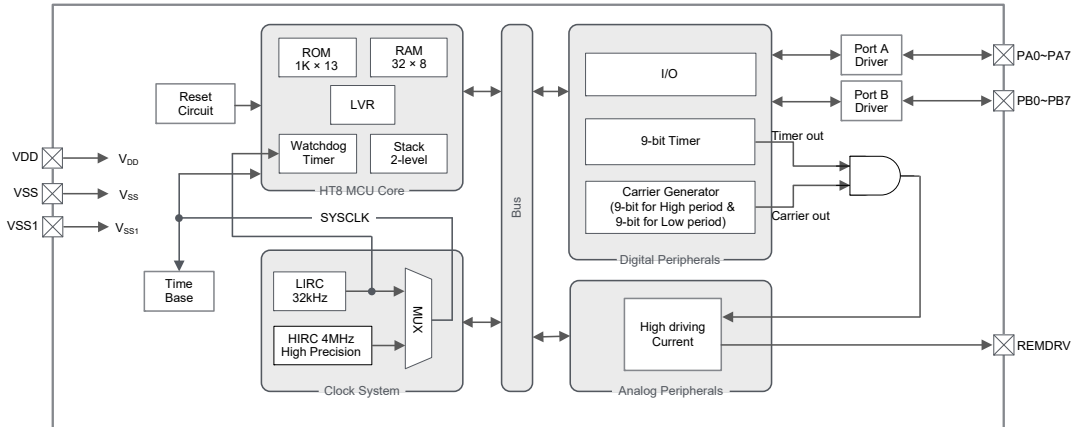 ROM
1K × 13
RAM
32 × 8
LVR
Watchdog
Timer
Stack
2-level
HT8 MCU Core
Reset
Circuit
VDD
V_DD
VSS
V_SS
VSS1
V_SS1
SYSCLK
Time
Base
LIRC
32kHz
HIRC 4MHz
High Precision
MUX
Clock System
Bus
I/O
9-bit Timer
Carrier Generator
(9-bit for High period &
9-bit for Low period)
Digital Peripherals
Timer out
Carrier out
Port A
Driver
Port B
Driver
PA0~PA7
PB0~PB7
High driving
Current
Analog Peripherals
REMDRV